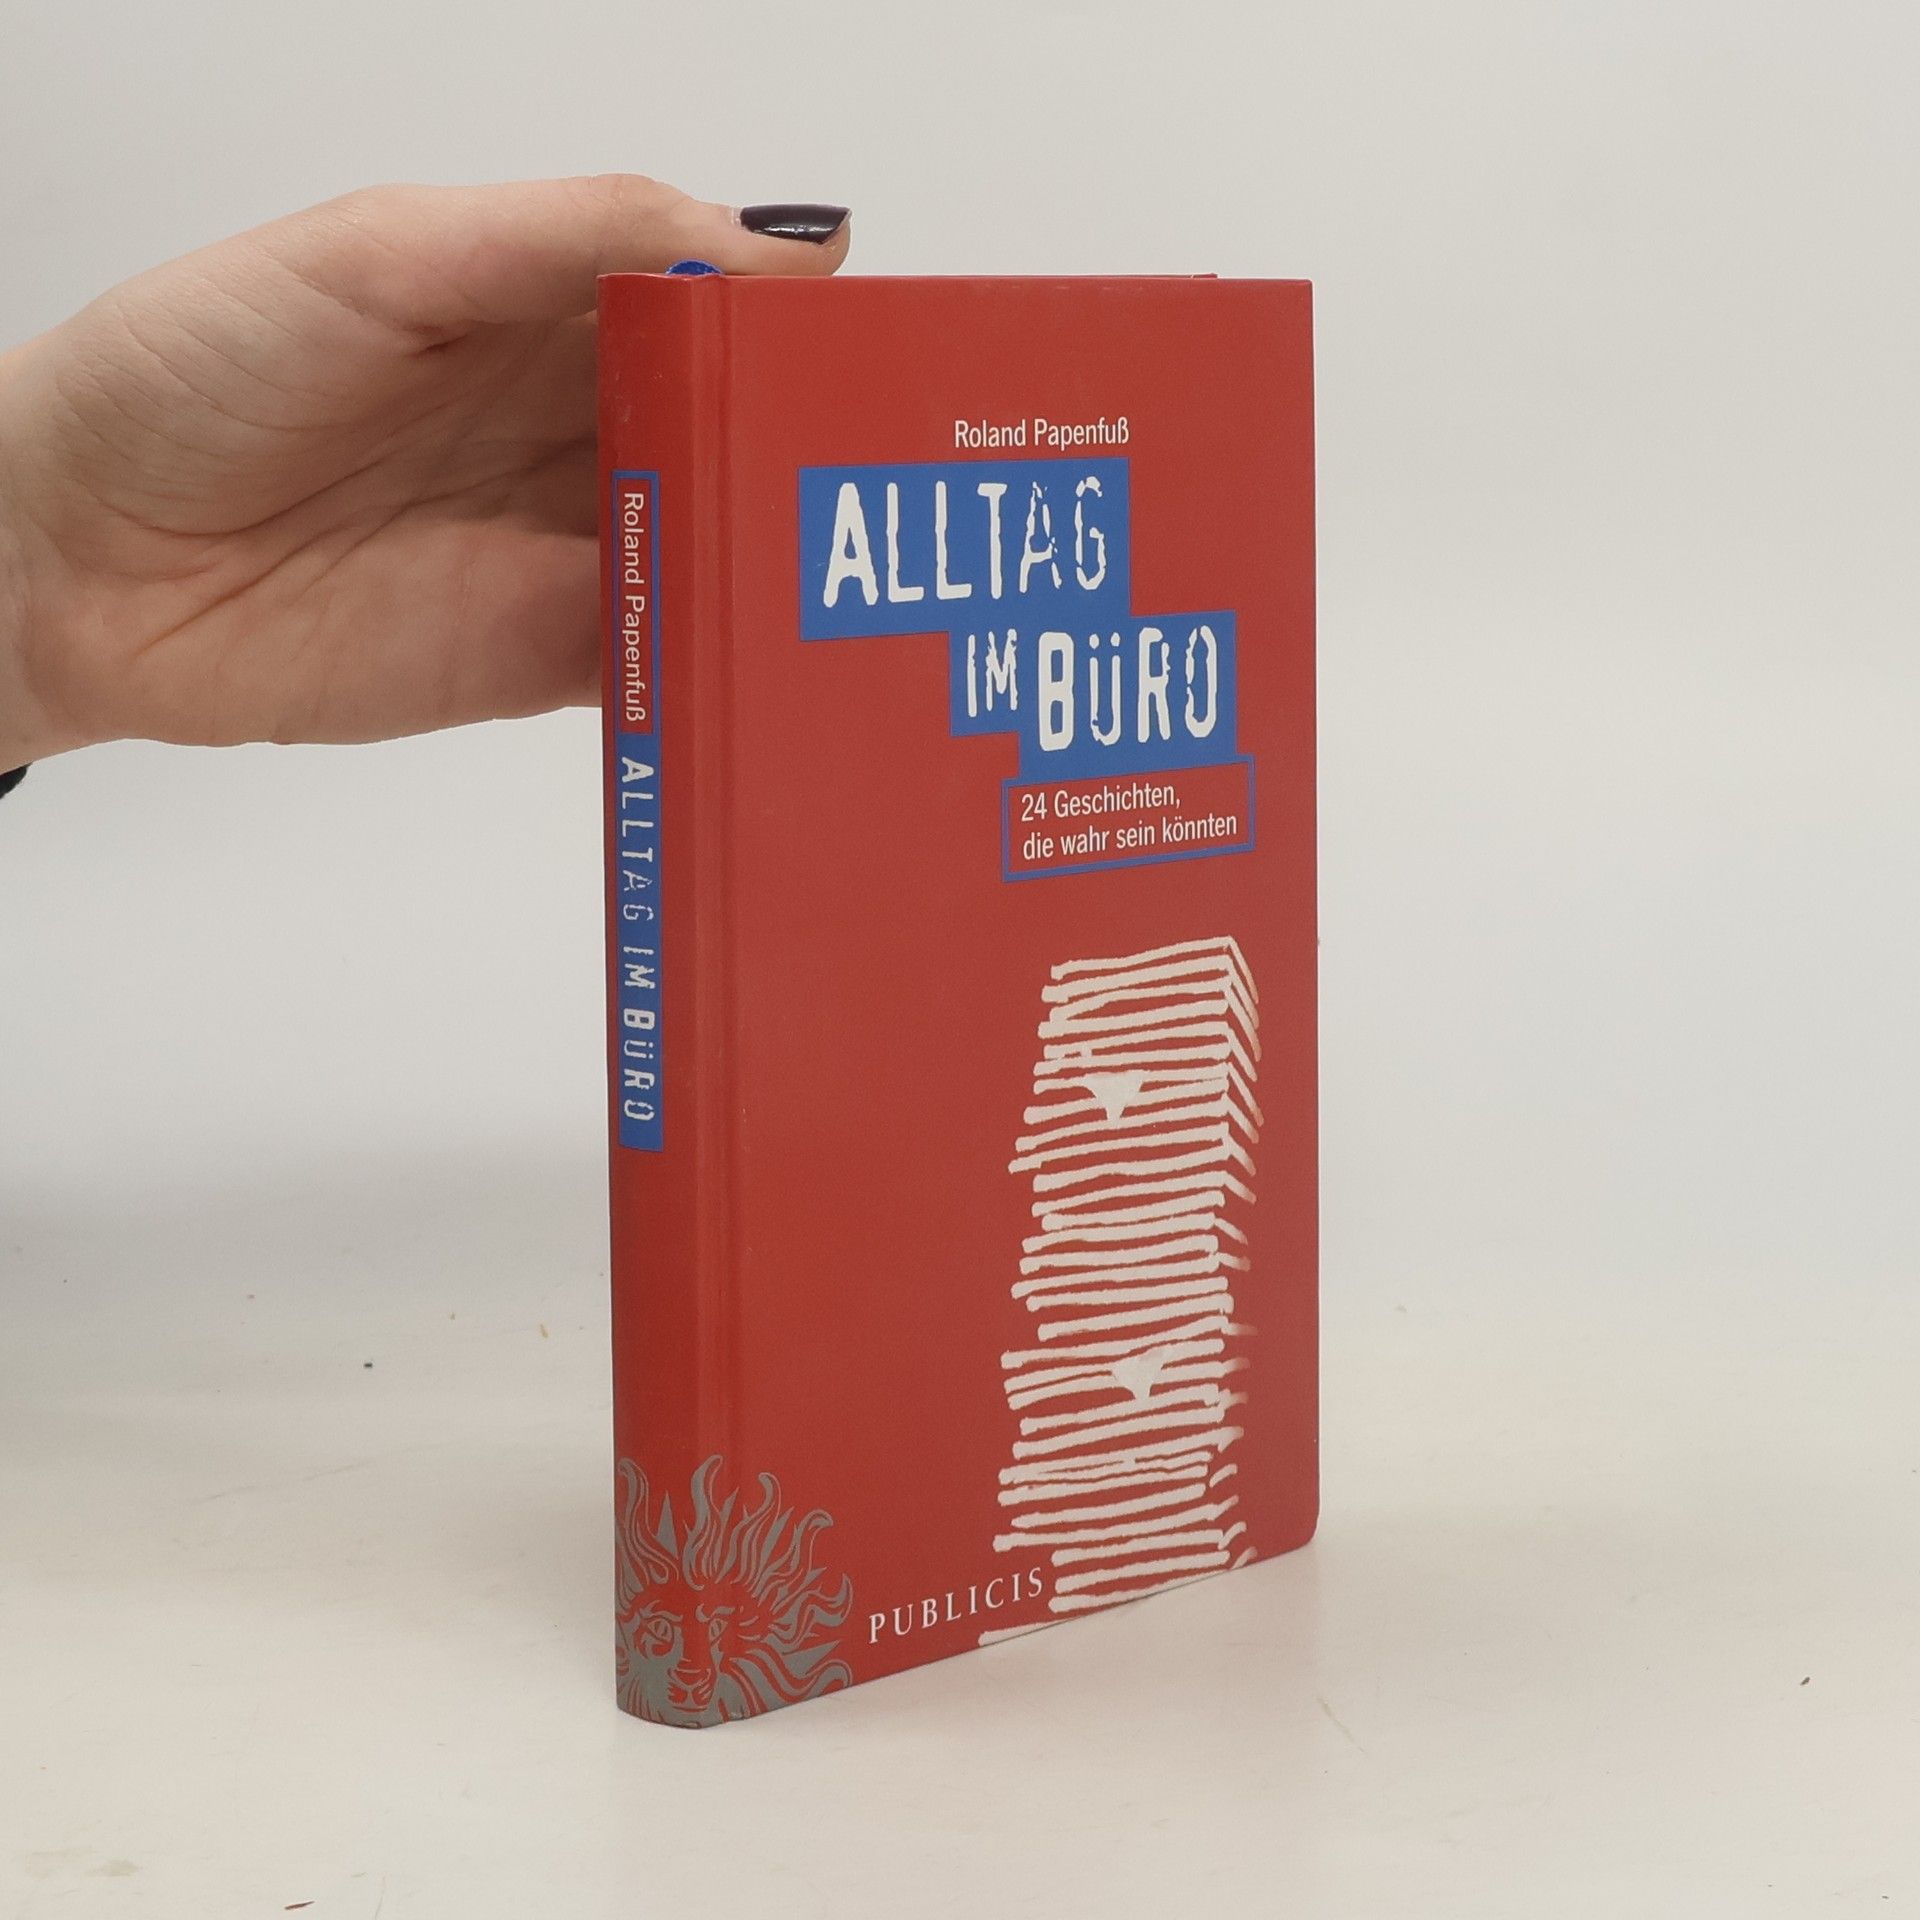 Roland Papenfuß
ALLTAG
IM BÜRO
24 Geschichten,
die wahr sein könnten
PUBLICIS
Roland Papenfuß ALLTAG IM BÜRO